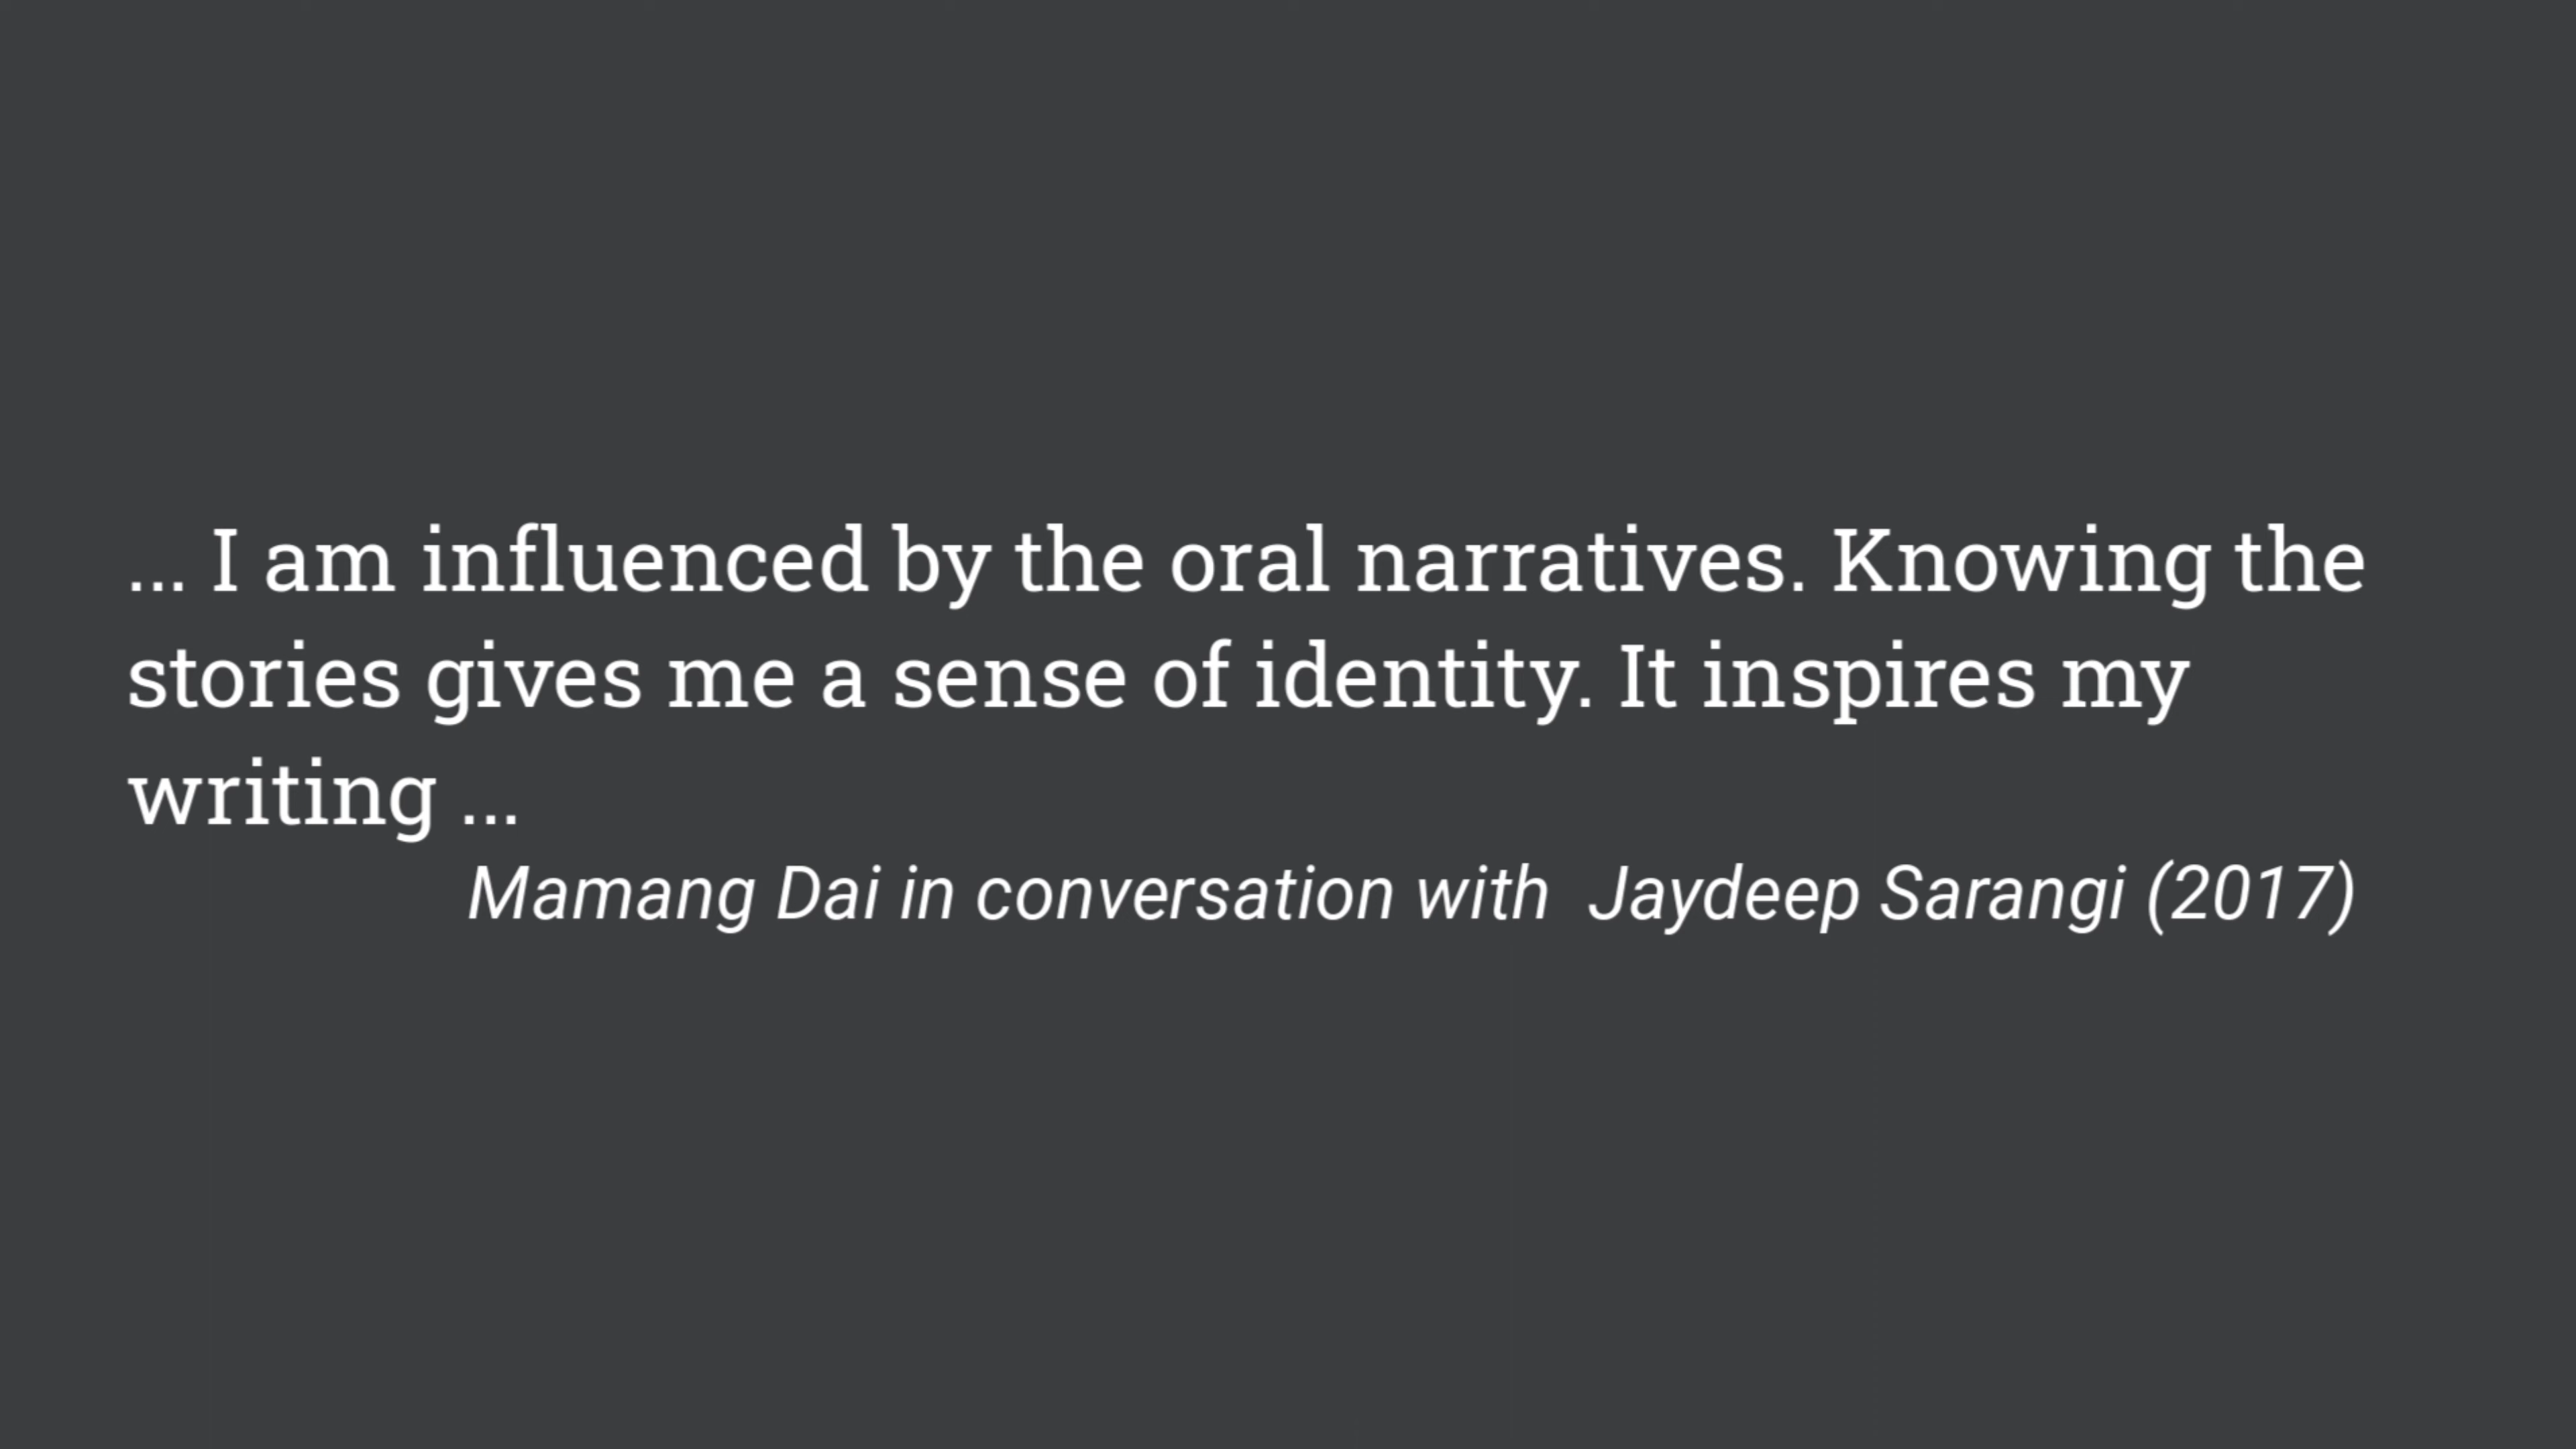 ... I am influenced by the oral narratives. Knowing the
stories gives me a sense of identity. It inspires my
writing ...
Mamang Dai in conversation with  Jaydeep Sarangi (2017)